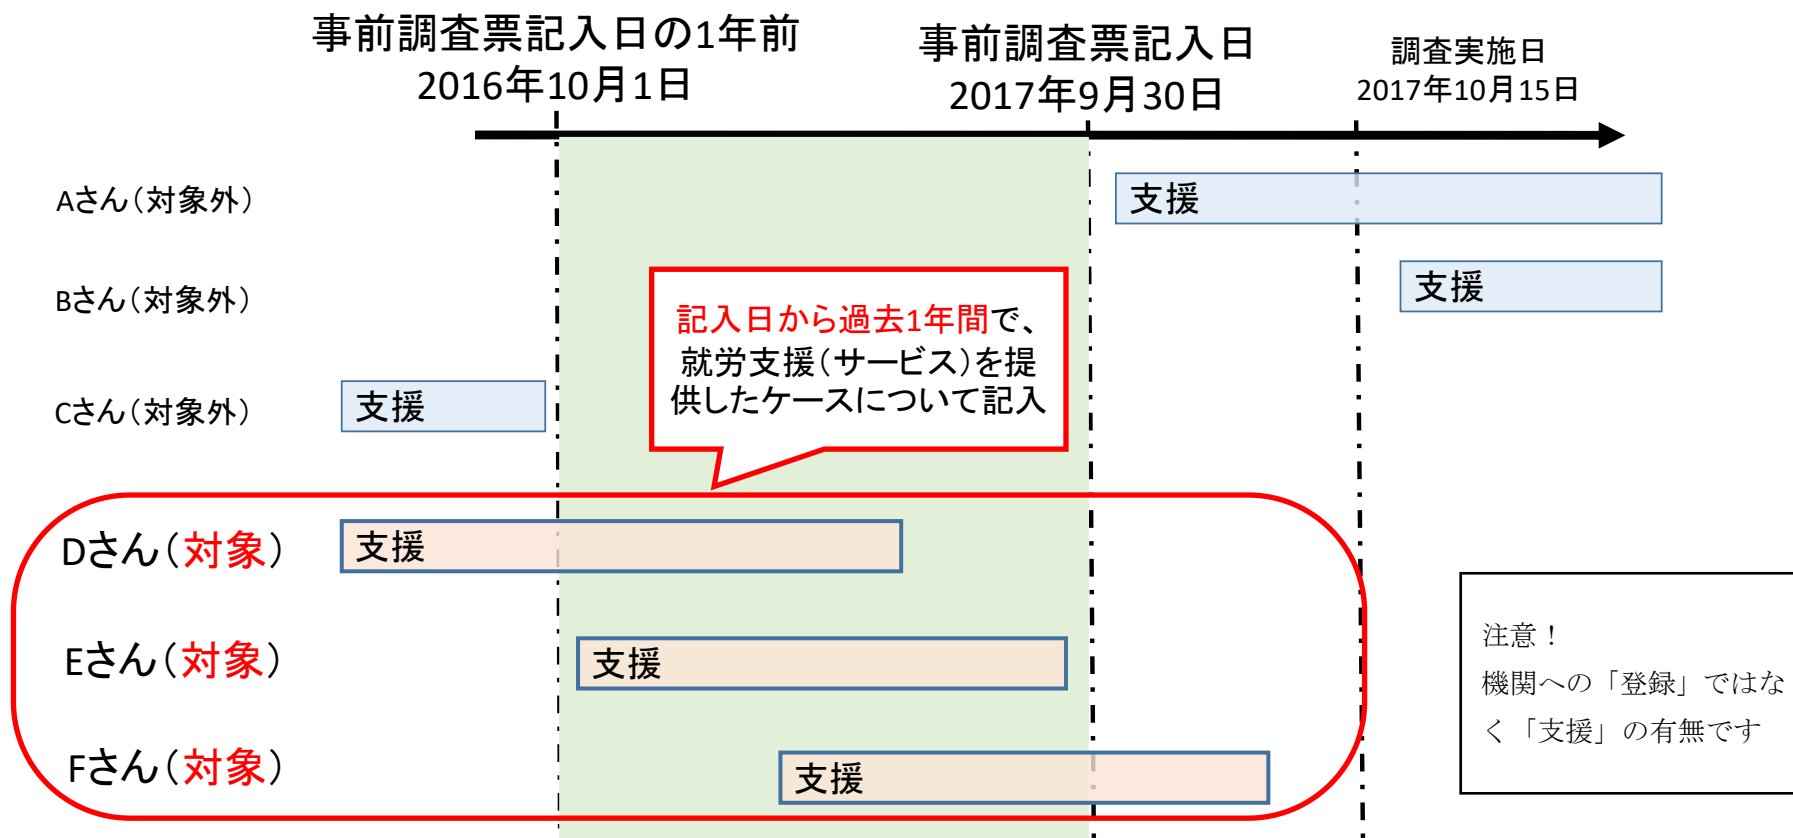 事前調査票記入日の1年前
2016年10月1日
事前調査票記入日
2017年9月30日
調査実施日
2017年10月15日
Aさん（対象外）
支援
Bさん（対象外）
支援
記入日から過去1年間で、
就労支援（サービス）を提
供したケースについて記入
Cさん（対象外）
支援
Dさん（対象）
支援
Eさん（対象）
支援
Fさん（対象）
支援
注意！
機関への「登録」ではな
く「支援」の有無です